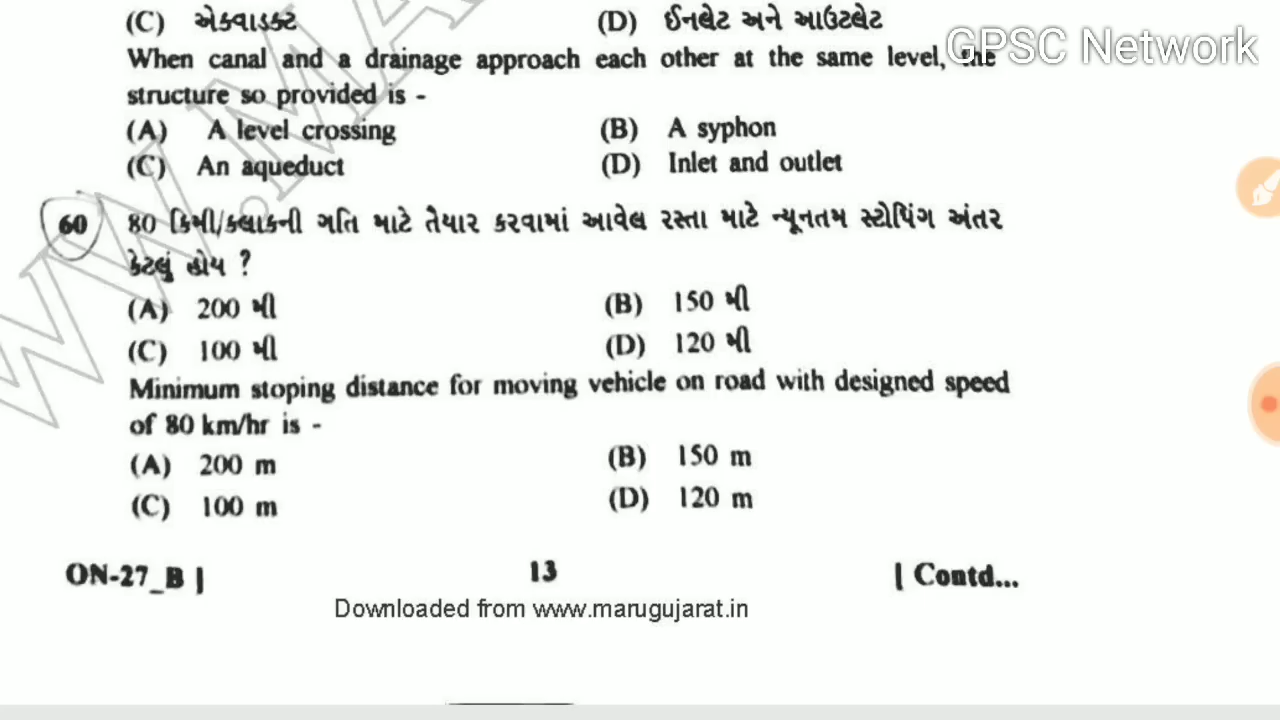 (C) એક્વાડક્ટ (D) ઈનલેટ અને આઉટલેટ
GPSC Network
When canal and a drainage approach each other at the same level, the
structure so provided is -
(A) A level crossing (B) A syphon
(C) An aqueduct (D) Inlet and outlet
60 80 કિમી/કલાકની ગતિ માટે તૈયાર કરવામાં આવેલ રસ્તા માટે ન્યૂનતમ સ્ટોપિંગ અંતર
કેટલું હોય ?
(A) 200 મી (B) 150 મી
(C) 100 મી (D) 120 મી
Minimum stoping distance for moving vehicle on road with designed speed
of 80 km/hr is -
(A) 200 m (B) 150 m
(C) 100 m (D) 120 m
ON-27_B ] 13 [ Contd...
Downloaded from www.marugujarat.in